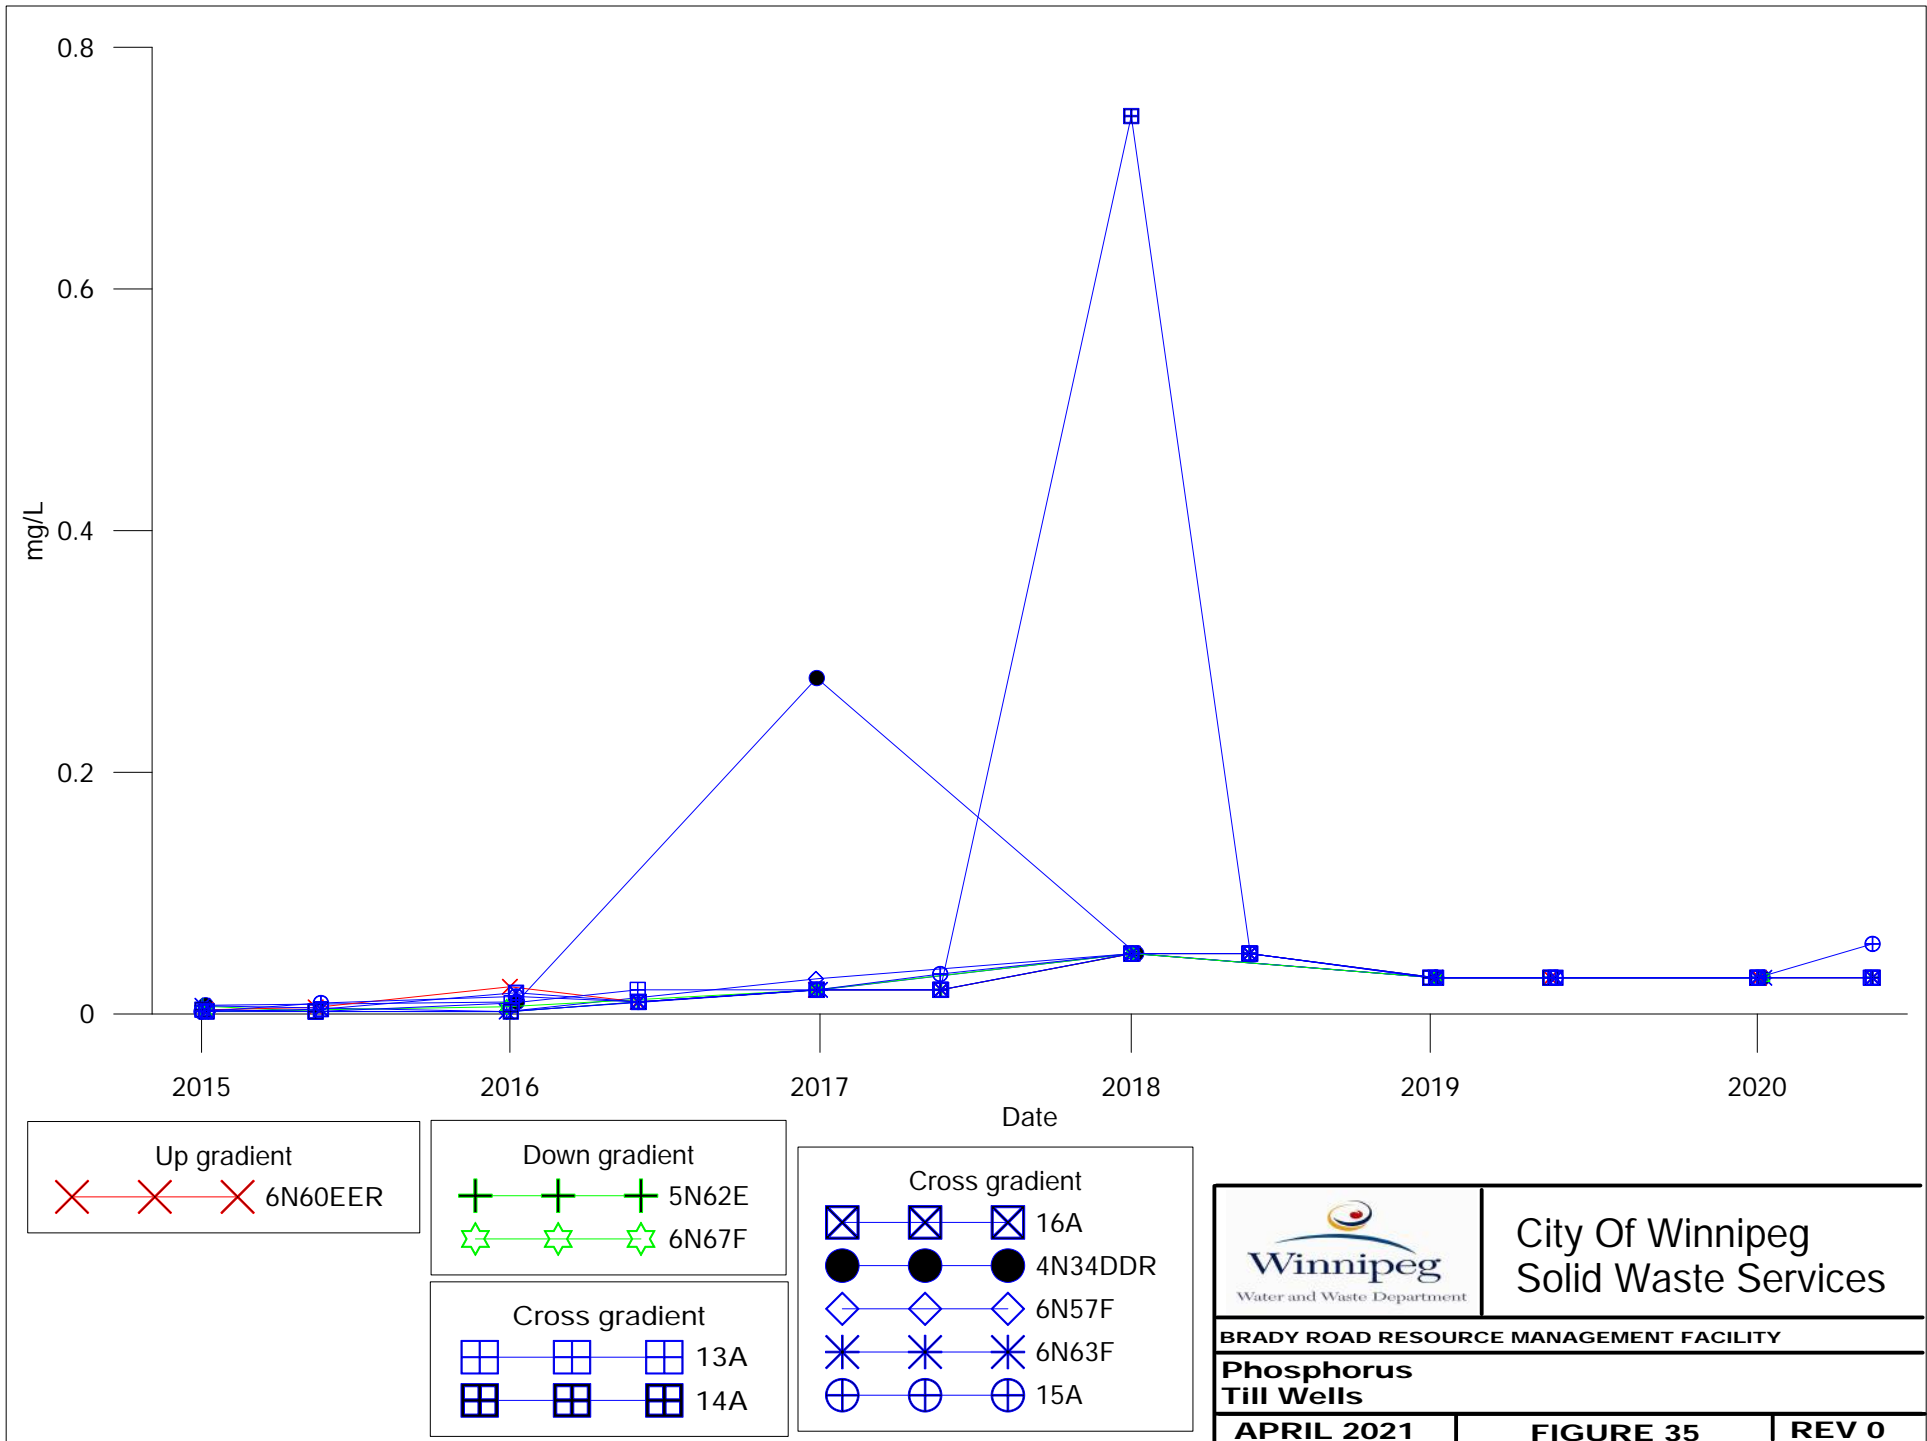 0.8
0.6
0.4
0.2
0
mg/L
2015 2016 2017 2018 2019 2020
Date
Up gradient
6N60EER
Down gradient
5N62E
6N67F
Cross gradient
13A
14A
Cross gradient
16A
4N34DDR
6N57F
6N63F
15A
Winnipeg
Water and Waste Department
City Of Winnipeg
Solid Waste Services
BRADY ROAD RESOURCE MANAGEMENT FACILITY
Phosphorus
Till Wells
APRIL 2021 FIGURE 35 REV 0